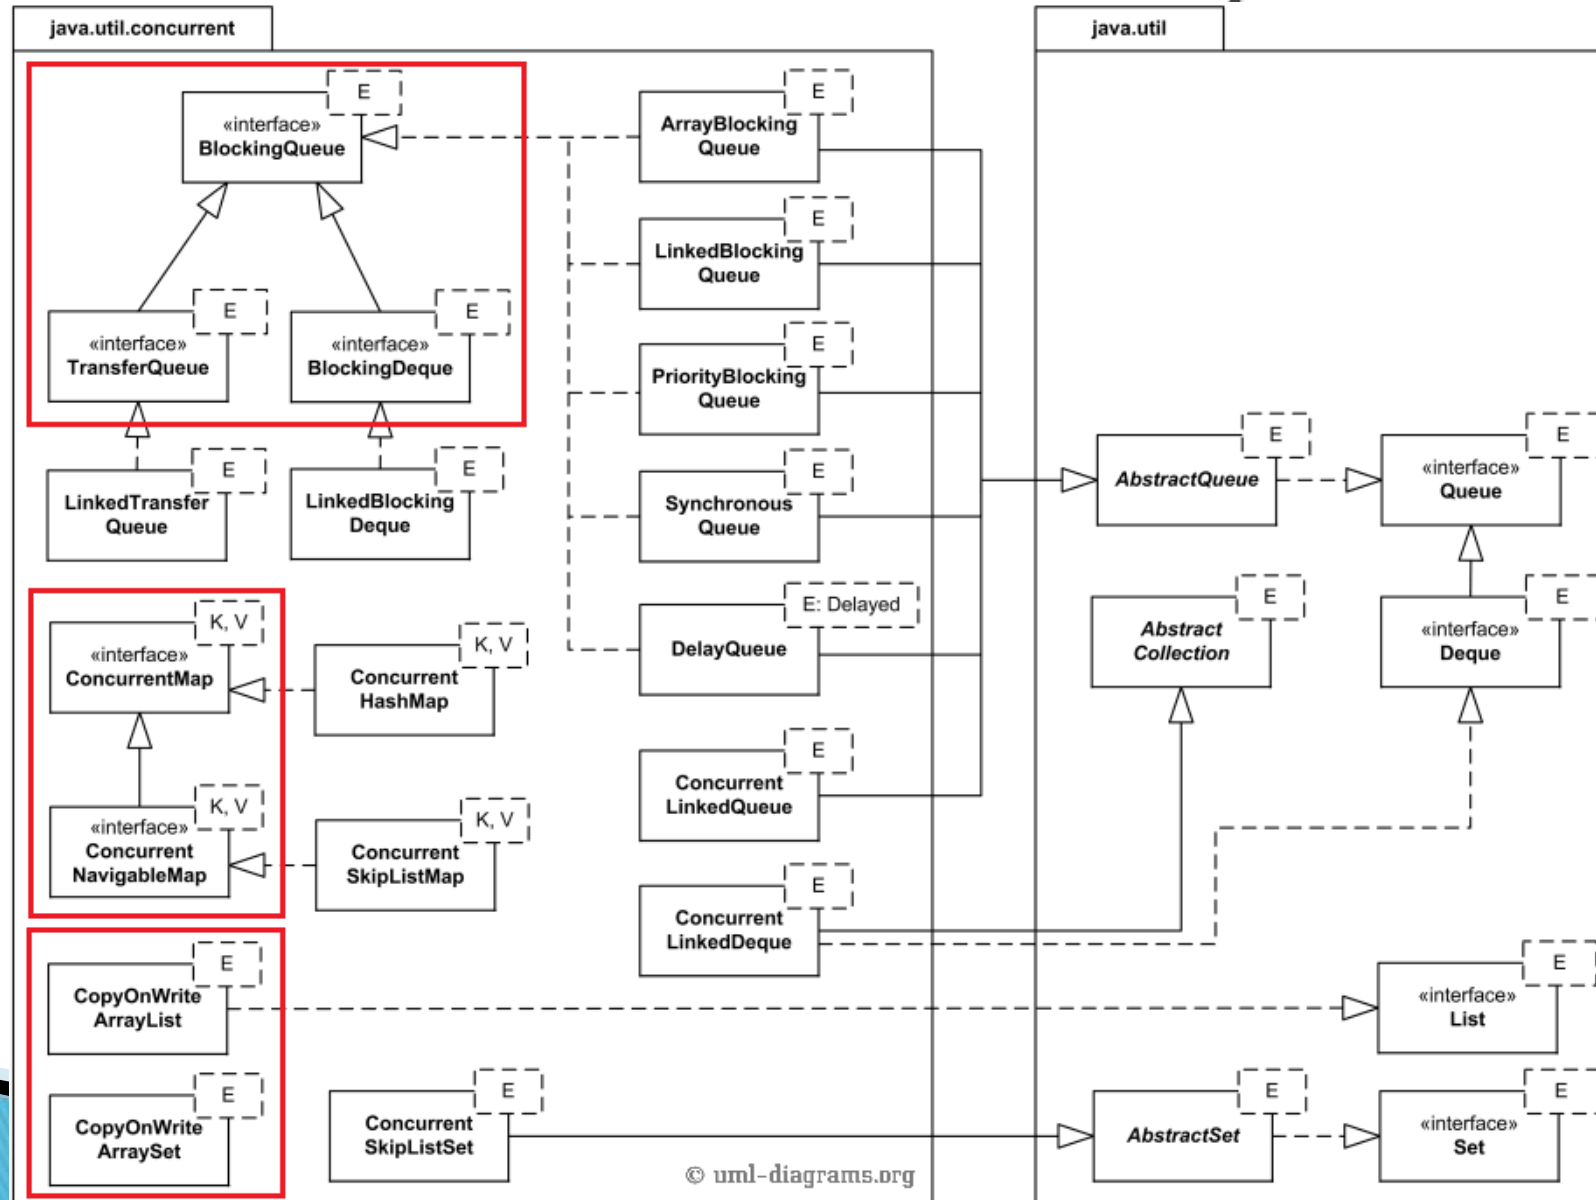 java.util.concurrent
java.util
E
«interface»
BlockingQueue
E
«interface»
TransferQueue
E
«interface»
BlockingDeque
E
LinkedTransfer
Queue
E
LinkedBlocking
Deque
K, V
«interface»
ConcurrentMap
K, V
Concurrent
HashMap
K, V
«interface»
Concurrent
NavigableMap
K, V
Concurrent
SkipListMap
E
CopyOnWrite
ArrayList
E
CopyOnWrite
ArraySet
E
Concurrent
SkipListSet
E
ArrayBlocking
Queue
E
LinkedBlocking
Queue
E
PriorityBlocking
Queue
E
Synchronous
Queue
E: Delayed
DelayQueue
E
Concurrent
LinkedQueue
E
Concurrent
LinkedDeque
E
AbstractQueue
E
«interface»
Queue
E
Abstract
Collection
E
«interface»
Deque
E
«interface»
List
E
AbstractSet
E
«interface»
Set
© uml-diagrams.org